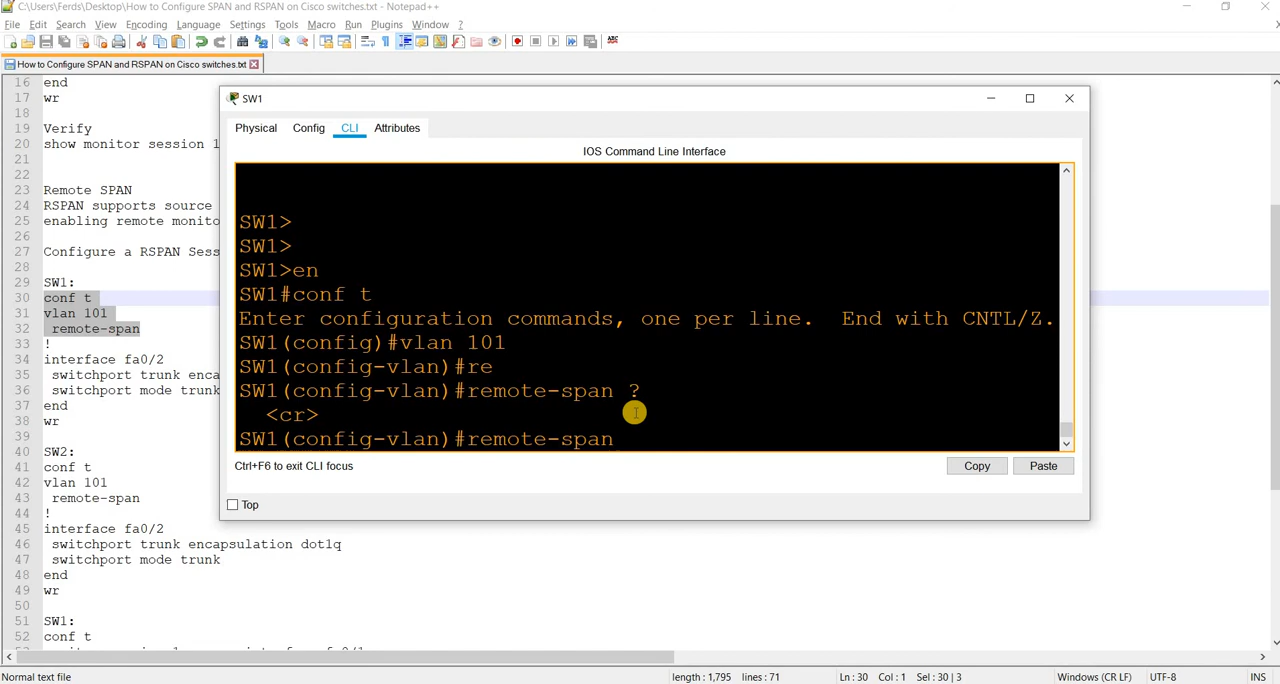 C:\Users\Ferds\Desktop\How to Configure SPAN and RSPAN on Cisco switches.txt - Notepad++
File Edit Search View Encoding Language Settings Tools Macro Run Plugins Window ?
How to Configure SPAN and RSPAN on Cisco switches.txt
16 end
17 wr
18
19 Verify
20 show monitor session 1
21
22
23 Remote SPAN
24 RSPAN supports source
25 enabling remote monito
26
27 Configure a RSPAN Sess
28
29 SW1:
30 conf t
31 vlan 101
32 remote-span
33 !
34 interface fa0/2
35 switchport trunk enca
36 switchport mode trunk
37 end
38 wr
39
40 SW2:
41 conf t
42 vlan 101
43 remote-span
44 !
45 interface fa0/2
46 switchport trunk encapsulation dot1q
47 switchport mode trunk
48 end
49 wr
50
51 SW1:
52 conf t
SW1
Physical Config CLI Attributes
IOS Command Line Interface
SW1>
SW1>
SW1>en
SW1#conf t
Enter configuration commands, one per line. End with CNTL/Z.
SW1(config)#vlan 101
SW1(config-vlan)#re
SW1(config-vlan)#remote-span ?
<cr>
SW1(config-vlan)#remote-span
Ctrl+F6 to exit CLI focus
Copy Paste
Top
Normal text file
length : 1,795 lines : 71
Ln : 30 Col : 1 Sel : 30 | 3
Windows (CR LF)
UTF-8
INS